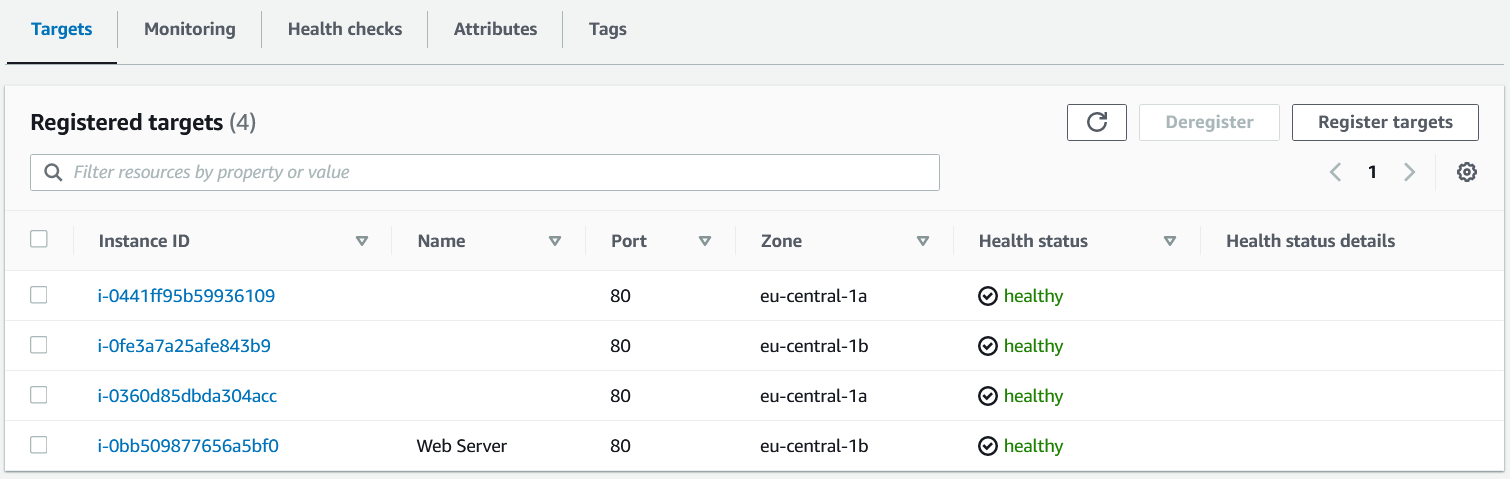 Targets Monitoring Health checks Attributes Tags
Registered targets (4)
Deregister Register targets
Filter resources by property or value
1
Instance ID Name Port Zone Health status Health status details
i-0441ff95b59936109 80 eu-central-1a healthy
i-0fe3a7a25afe843b9 80 eu-central-1b healthy
i-0360d85dbda304acc 80 eu-central-1a healthy
i-0bb509877656a5bf0 Web Server 80 eu-central-1b healthy